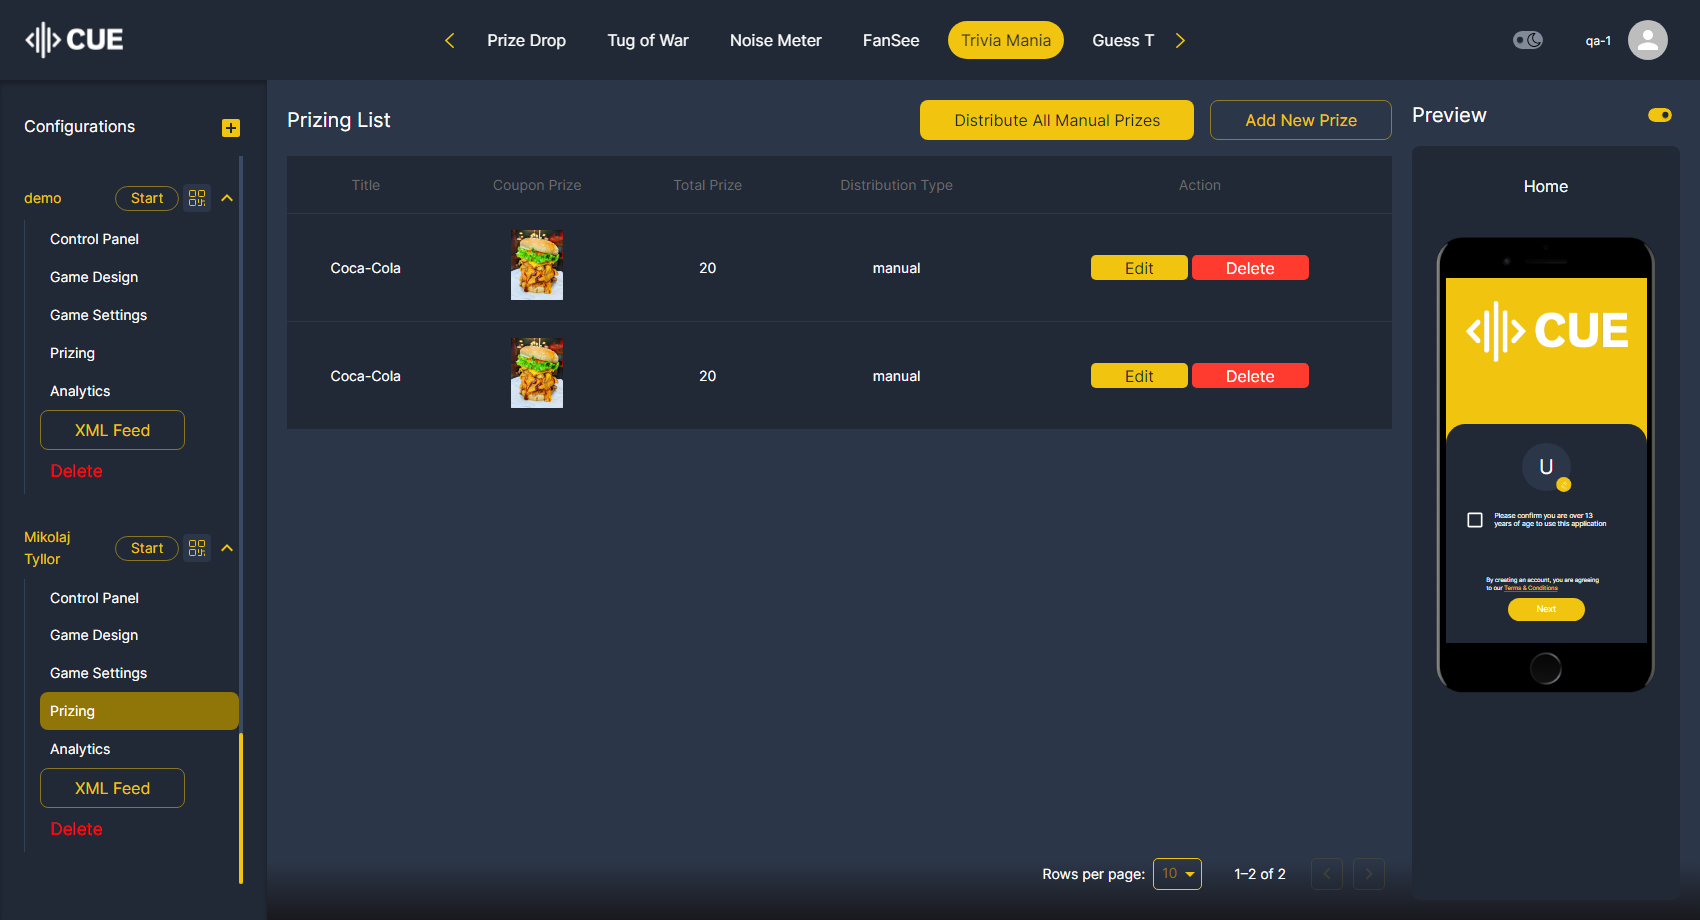 CUE
Prize Drop
Tug of War
Noise Meter
FanSee
Trivia Mania
Guess T
qa-1
Configurations
demo
Start
Control Panel
Game Design
Game Settings
Prizing
Analytics
XML Feed
Delete
Mikolaj
Tyllor
Start
Control Panel
Game Design
Game Settings
Prizing
Analytics
XML Feed
Delete
Prizing List
Distribute All Manual Prizes
Add New Prize
Title
Coupon Prize
Total Prize
Distribution Type
Action
Coca-Cola
20
manual
Edit
Delete
Coca-Cola
20
manual
Edit
Delete
Rows per page:
10
1–2 of 2
Preview
Home
CUE
U
Please confirm you are over 13
years of age to use this application
By creating an account, you are agreeing
to our Terms & Conditions
Next